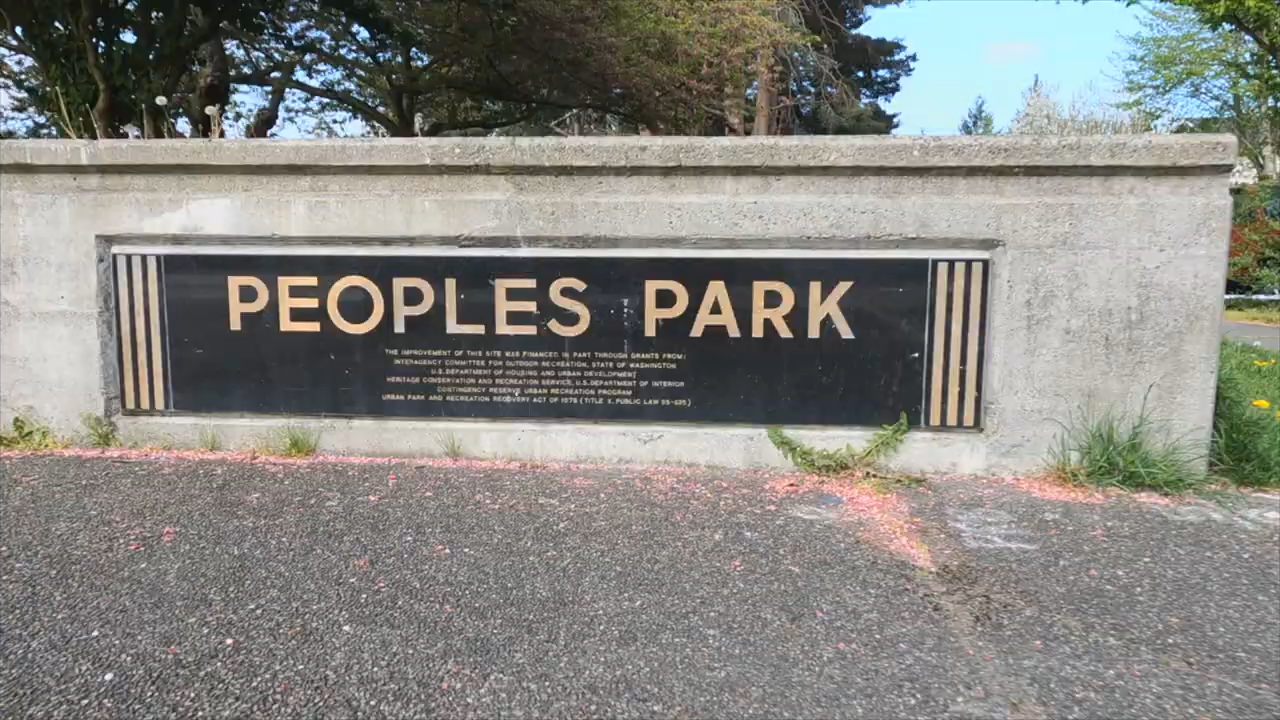 PEOPLES PARK
THE IMPROVEMENT OF THIS SITE WAS FINANCED IN PART THROUGH GRANTS FROM:
INTERAGENCY COMMITTEE FOR OUTDOOR RECREATION, STATE OF WASHINGTON
U.S. DEPARTMENT OF HOUSING AND URBAN DEVELOPMENT
HERITAGE CONSERVATION AND RECREATION SERVICE, U.S. DEPARTMENT OF INTERIOR
CONTINGENCY RESERVE URBAN RECREATION PROGRAM
URBAN PARK AND RECREATION RECOVERY ACT OF 1978 (TITLE X, PUBLIC LAW 95-625)